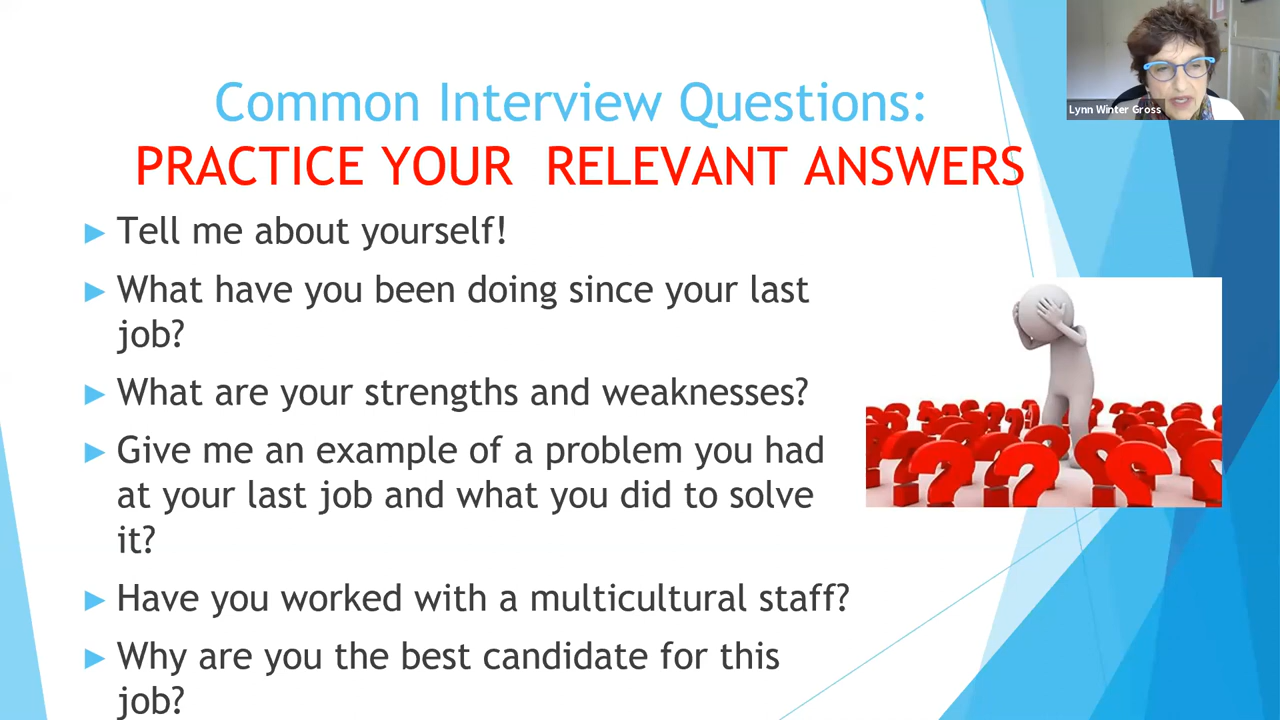 Common Interview Questions:
PRACTICE YOUR RELEVANT ANSWERS
Lynn Winter Gross
Tell me about yourself!
What have you been doing since your last
job?
What are your strengths and weaknesses?
Give me an example of a problem you had
at your last job and what you did to solve
it?
Have you worked with a multicultural staff?
Why are you the best candidate for this
job?